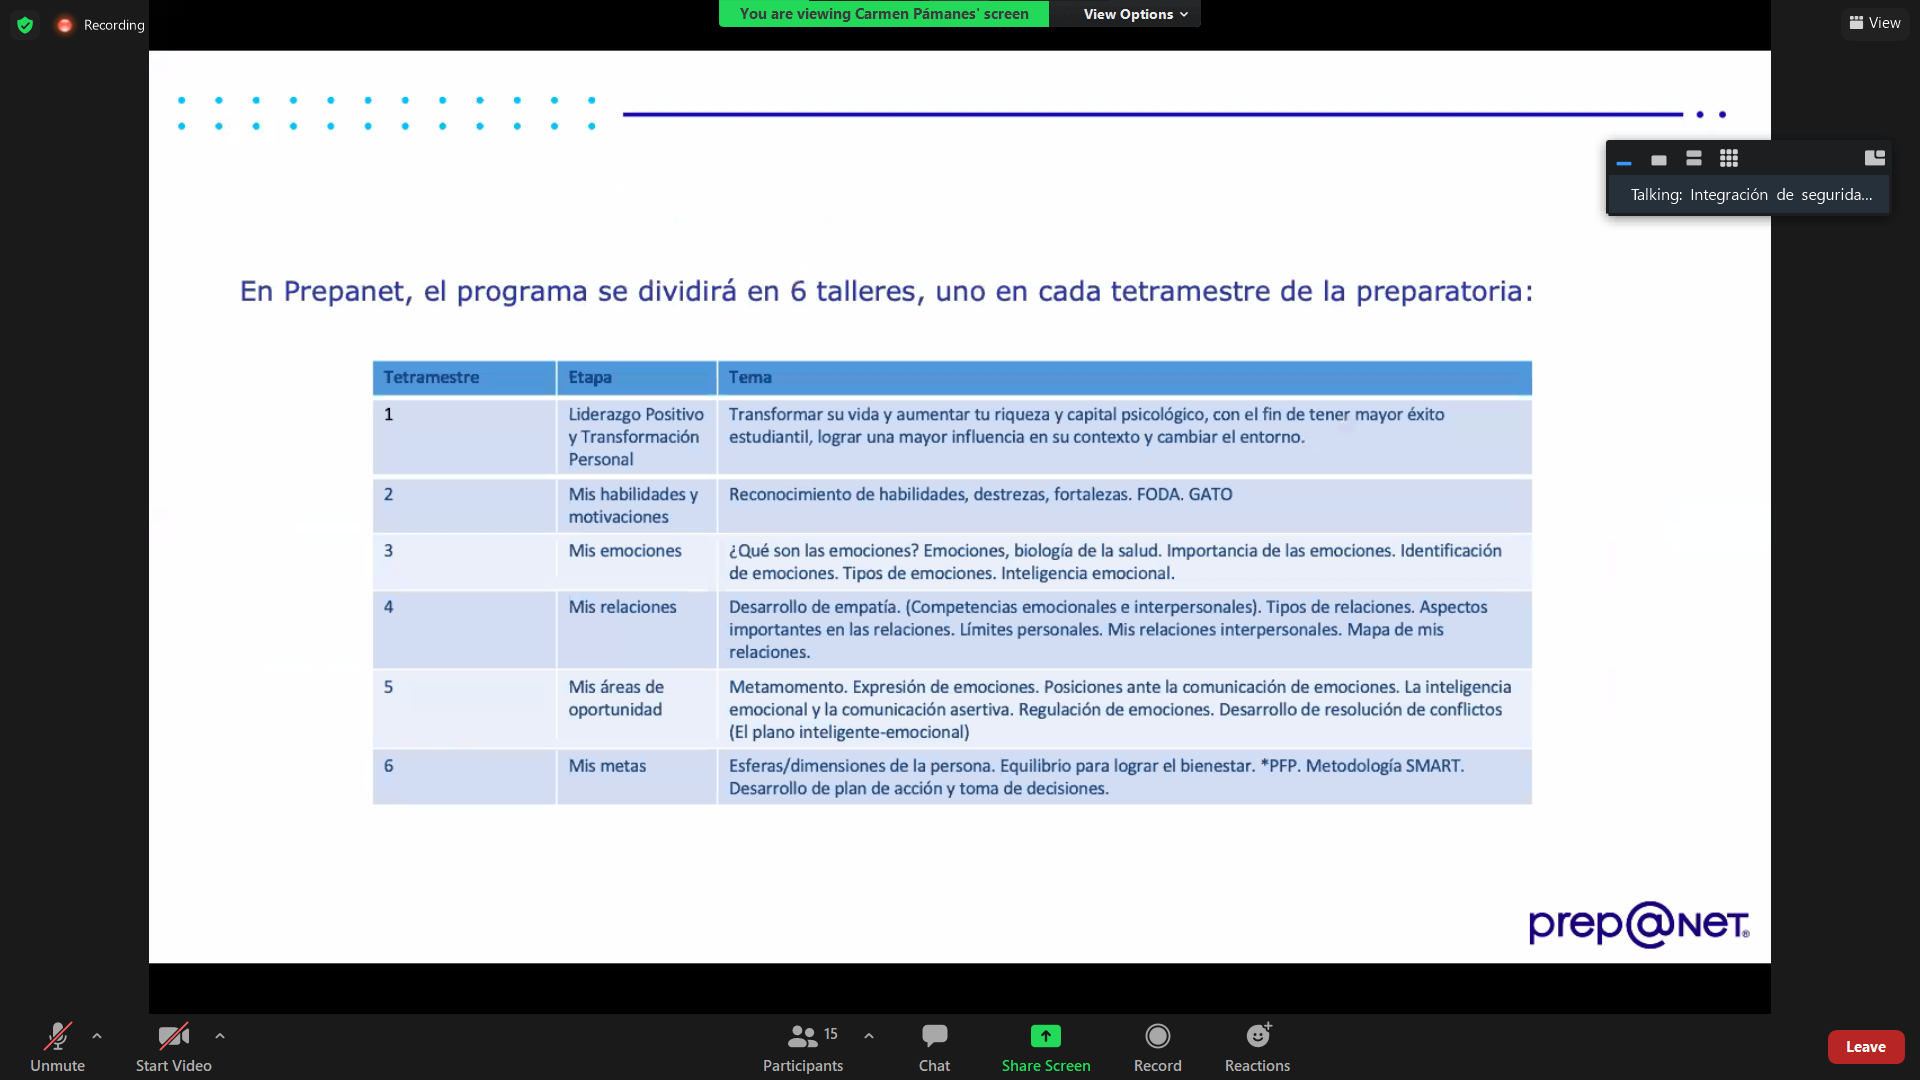 Recording
You are viewing Carmen Pámanes' screen
View Options
View
Talking: Integración de segurida...
En Prepanet, el programa se dividirá en 6 talleres, uno en cada tetramestre de la preparatoria:
Tetramestre Etapa Tema
1 Liderazgo Positivo y Transformación Personal
Transformar su vida y aumentar tu riqueza y capital psicológico, con el fin de tener mayor éxito
estudiantil, lograr una mayor influencia en su contexto y cambiar el entorno.
2 Mis habilidades y motivaciones
Reconocimiento de habilidades, destrezas, fortalezas. FODA. GATO
3 Mis emociones
¿Qué son las emociones? Emociones, biología de la salud. Importancia de las emociones. Identificación
de emociones. Tipos de emociones. Inteligencia emocional.
4 Mis relaciones
Desarrollo de empatía. (Competencias emocionales e interpersonales). Tipos de relaciones. Aspectos
importantes en las relaciones. Límites personales. Mis relaciones interpersonales. Mapa de mis
relaciones.
5 Mis áreas de oportunidad
Metamomento. Expresión de emociones. Posiciones ante la comunicación de emociones. La inteligencia
emocional y la comunicación asertiva. Regulación de emociones. Desarrollo de resolución de conflictos
(El plano inteligente-emocional)
6 Mis metas
Esferas/dimensiones de la persona. Equilibrio para lograr el bienestar. *PFP. Metodología SMART.
Desarrollo de plan de acción y toma de decisiones.
prep@NET®
Unmute
Start Video
15
Participants
Chat
Share Screen
Record
Reactions
Leave